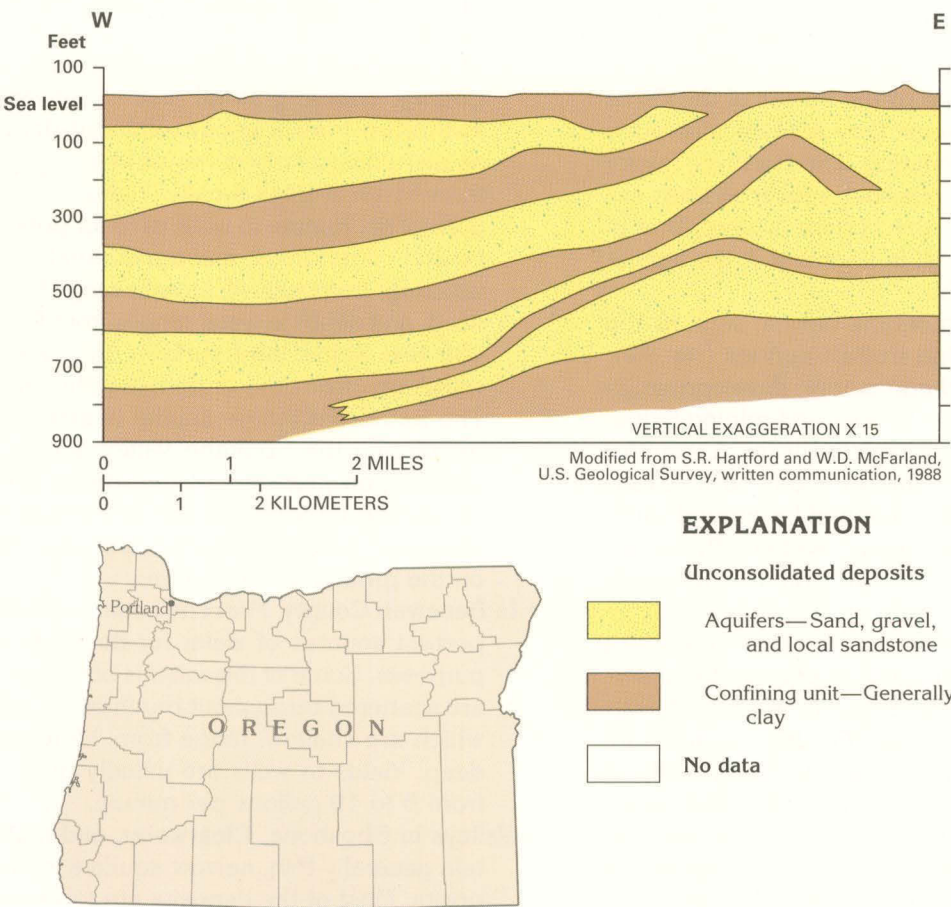 W
E
Feet
100
Sea level
100
300
500
700
900
VERTICAL EXAGGERATION X 15
0 1 2 MILES
0 1 2 KILOMETERS
Modified from S.R. Hartford and W.D. McFarland,
U.S. Geological Survey, written communication, 1988
EXPLANATION
Unconsolidated deposits
Aquifers—Sand, gravel,
and local sandstone
Confining unit—Generally
clay
No data
Portland
OREGON